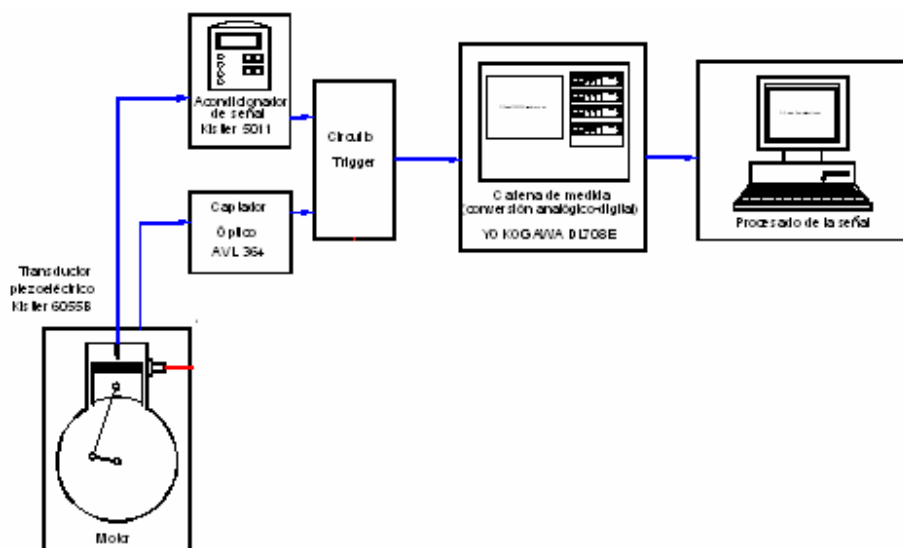 Acondicionador
de señal
Kistler 5011
Circuito
Trigger
Cadena de medida
(conversión analógico-digital)
YOKOGAWA DL708E
Procesado de la señal
Captador
Óptico
AVL 364
Transductor
piezoeléctrico
Kistler 6055B
Motor